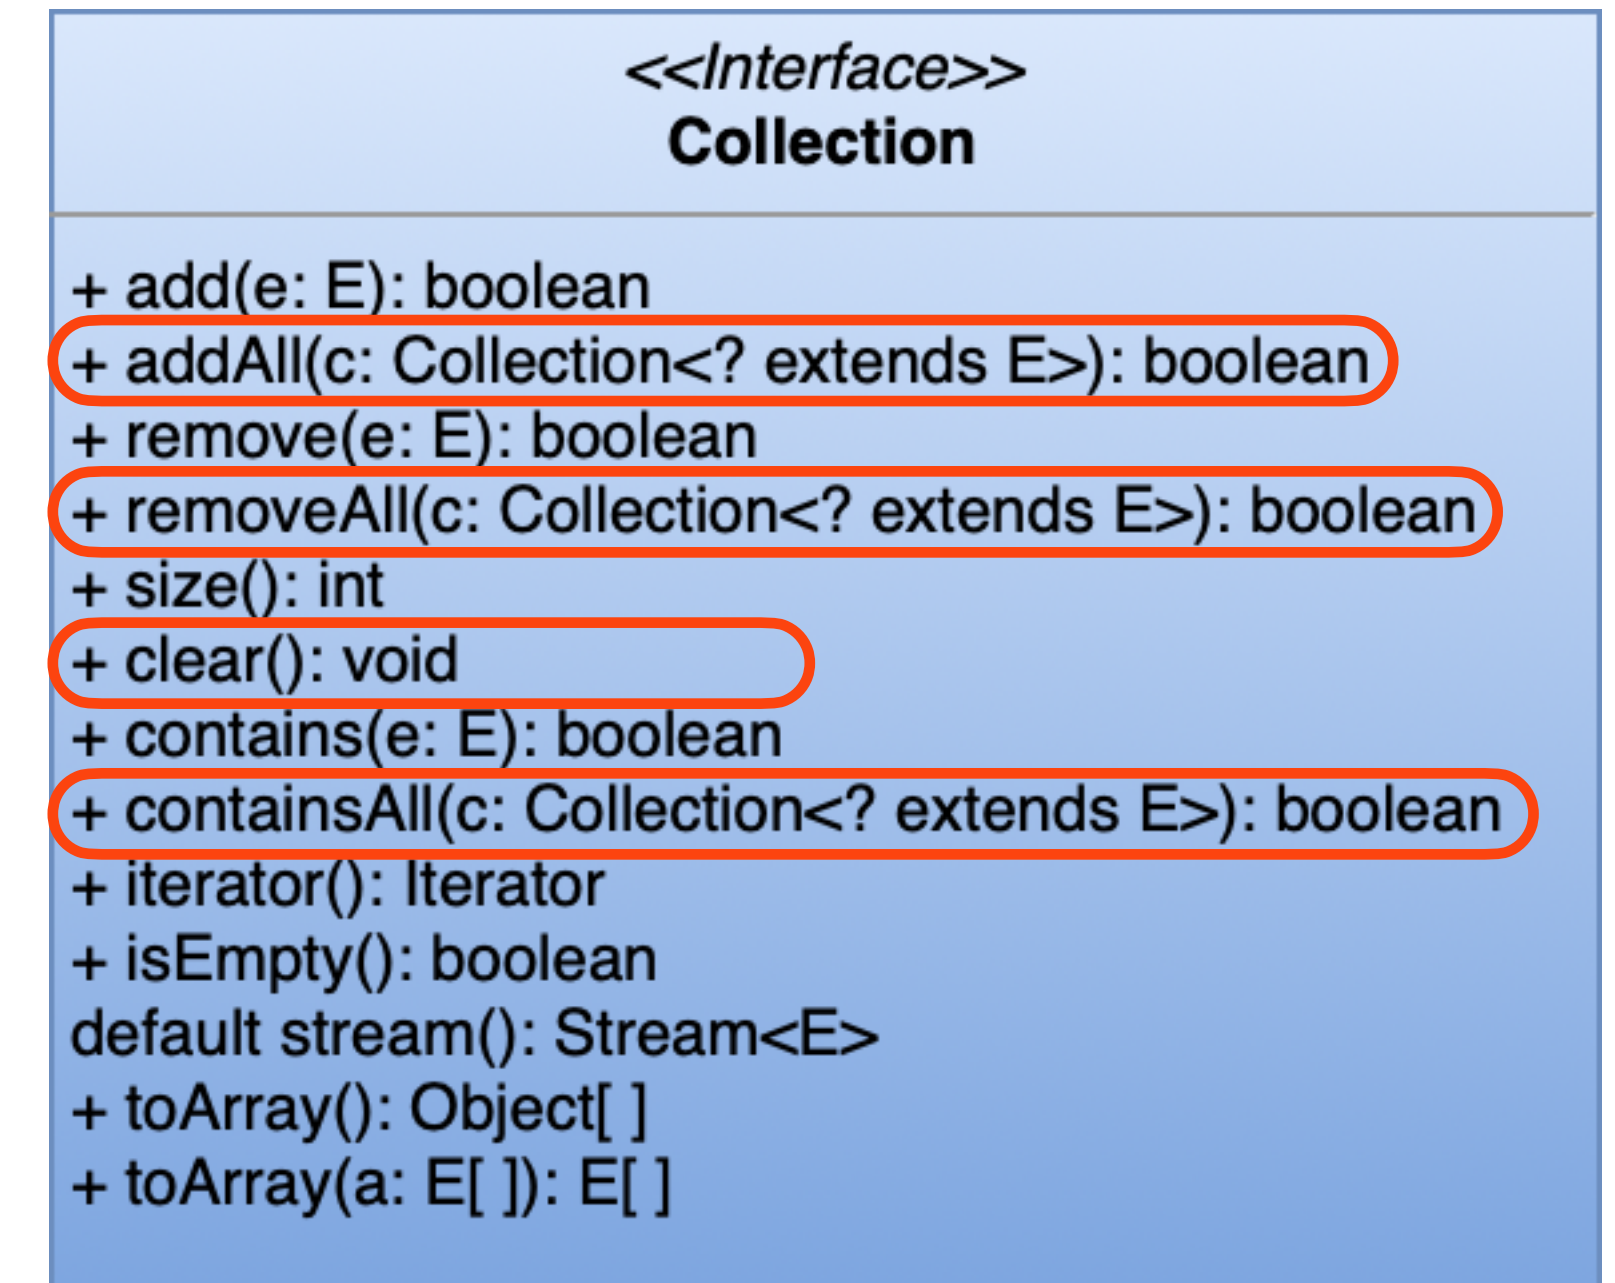 <<Interface>>
Collection
+ add(e: E): boolean
+ addAll(c: Collection<? extends E>): boolean
+ remove(e: E): boolean
+ removeAll(c: Collection<? extends E>): boolean
+ size(): int
+ clear(): void
+ contains(e: E): boolean
+ containsAll(c: Collection<? extends E>): boolean
+ iterator(): Iterator
+ isEmpty(): boolean
default stream(): Stream<E>
+ toArray(): Object[ ]
+ toArray(a: E[ ]): E[ ]